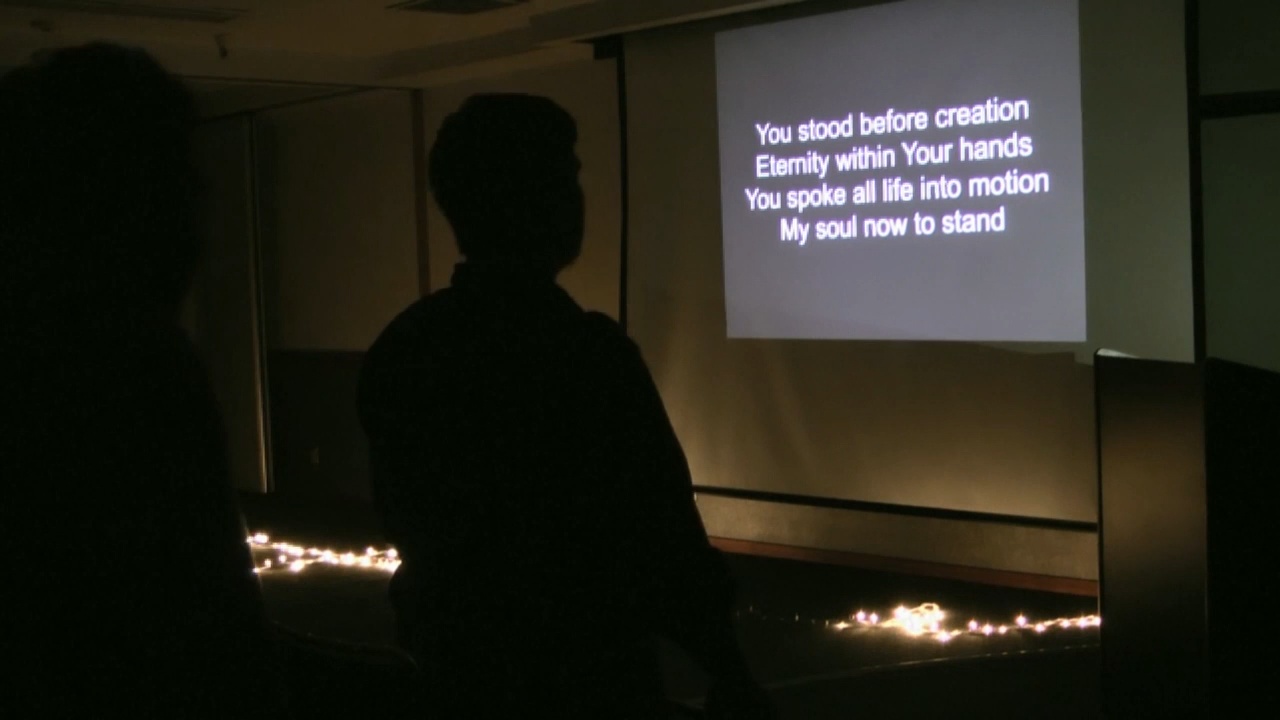 You stood before creation
Eternity within Your hands
You spoke all life into motion
My soul now to stand